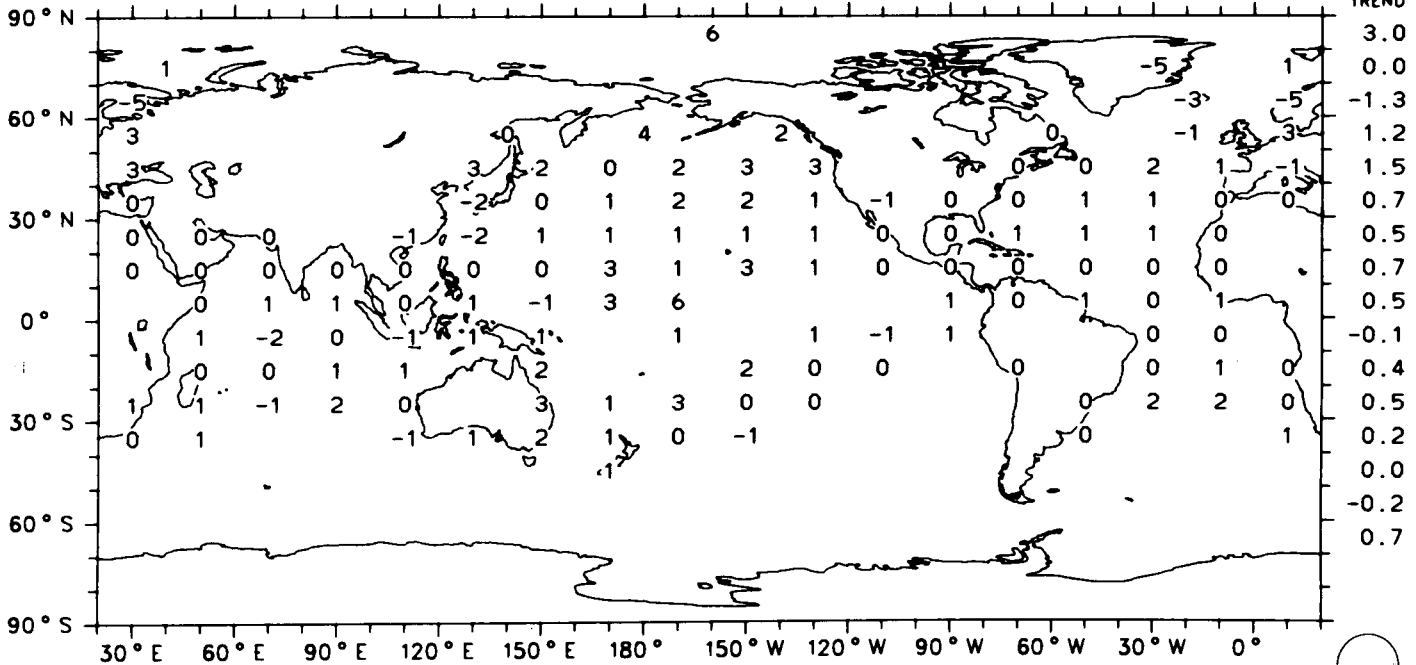 TREND
90° N 6 3.0
1 -5 1 0.0
-5 -3 -5 -1.3
60° N
3 0 4 2 0 -1 3 1.2
3 3 2 0 2 3 3 0 0 2 1 -1 1.5
0 -2 0 1 2 2 1 -1 0 0 1 1 0 0 0.7
30° N
0 0 0 -1 -2 1 1 1 1 1 0 0 1 1 1 0 0.5
0 0 0 0 0 0 0 3 1 3 1 0 0 0 0 0 0 0.7
0 1 1 0 1 -1 3 6 1 0 1 0 1 0.5
0°
1 -2 0 -1 1 1 1 1 -1 1 0 0 -0.1
0 0 1 1 2 2 0 0 0 0 1 0 0.4
1 1 -1 2 0 3 1 3 0 0 0 2 2 0 0.5
30° S
0 1 -1 1 2 1 0 -1 0 1 0.2
1 0.0
-0.2
60° S
0.7
90° S
30° E 60° E 90° E 120° E 150° E 180° 150° W 120° W 90° W 60° W 30° W 0°